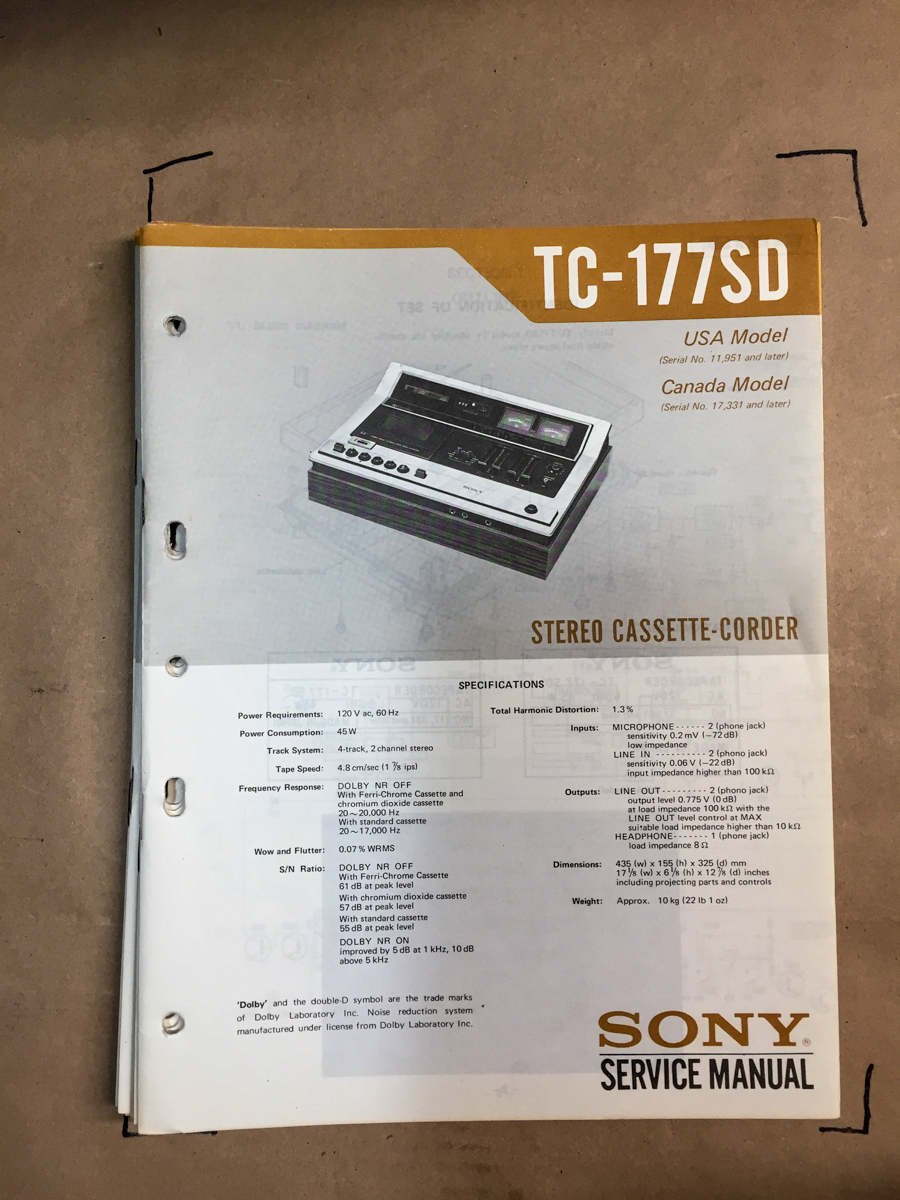 TC-177SD
USA Model
(Serial No. 11,951 and later)
Canada Model
(Serial No. 17,331 and later)
SONY
STEREO CASSETTE-CORDER
SPECIFICATIONS
Power Requirements: 120 V ac, 60 Hz
Power Consumption: 45 W
Track System: 4-track, 2 channel stereo
Tape Speed: 4.8 cm/sec (1 7/8 ips)
Frequency Response: DOLBY NR OFF
With Ferri-Chrome Cassette and
chromium dioxide cassette
20~20,000 Hz
With standard cassette
20~17,000 Hz
Wow and Flutter: 0.07 % WRMS
S/N Ratio: DOLBY NR OFF
With Ferri-Chrome Cassette
61 dB at peak level
With chromium dioxide cassette
57 dB at peak level
With standard cassette
55 dB at peak level
DOLBY NR ON
improved by 5 dB at 1 kHz, 10 dB
above 5 kHz
Total Harmonic Distortion: 1.3 %
Inputs: MICROPHONE ------ 2 (phone jack)
sensitivity 0.2 mV (−72 dB)
low impedance
LINE IN ---------- 2 (phono jack)
sensitivity 0.06 V (−22 dB)
input impedance higher than 100 kΩ
Outputs: LINE OUT --------- 2 (phono jack)
output level 0.775 V (0 dB)
at load impedance 100 kΩ with the
LINE OUT level control at MAX
suitable load impedance higher than 10 kΩ
HEADPHONE ------- 1 (phone jack)
load impedance 8 Ω
Dimensions: 435 (w) x 155 (h) x 325 (d) mm
17 1/8 (w) x 6 1/8 (h) x 12 7/8 (d) inches
including projecting parts and controls
Weight: Approx. 10 kg (22 lb 1 oz)
'Dolby' and the double-D symbol are the trade marks
of Dolby Laboratory Inc. Noise reduction system
manufactured under license from Dolby Laboratory Inc.
SONY®
SERVICE MANUAL